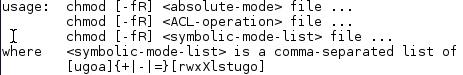 usage:  chmod [-fR] <absolute-mode> file ...
        chmod [-fR] <ACL-operation> file ...
        chmod [-fR] <symbolic-mode-list> file ...
where   <symbolic-mode-list> is a comma-separated list of
        [ugoa]{+|-|=}[rwxXlstugo]